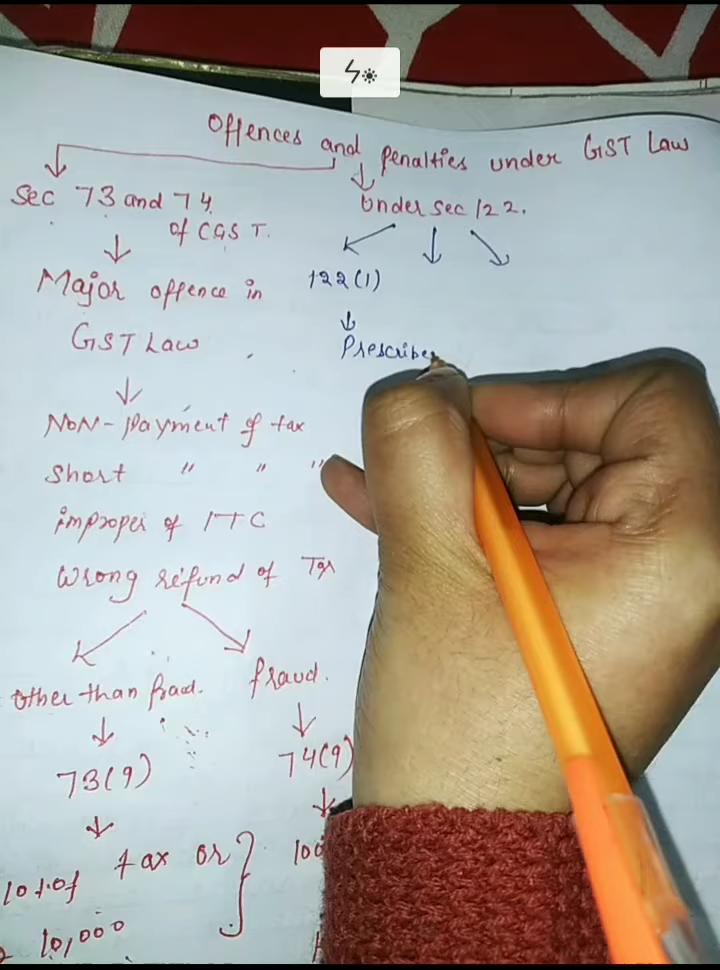 Offences and Penalties under GST Law
Sec 73 and 74
of CGST.
Under sec 122.
Major offence in
GST Law
122(1)
Prescribe
Non-Payment of tax
Short " " "
improper of ITC
Wrong refund of Tax
Other than frad.
fraud.
73(9)
74(9)
10% of tax or
10,000
100